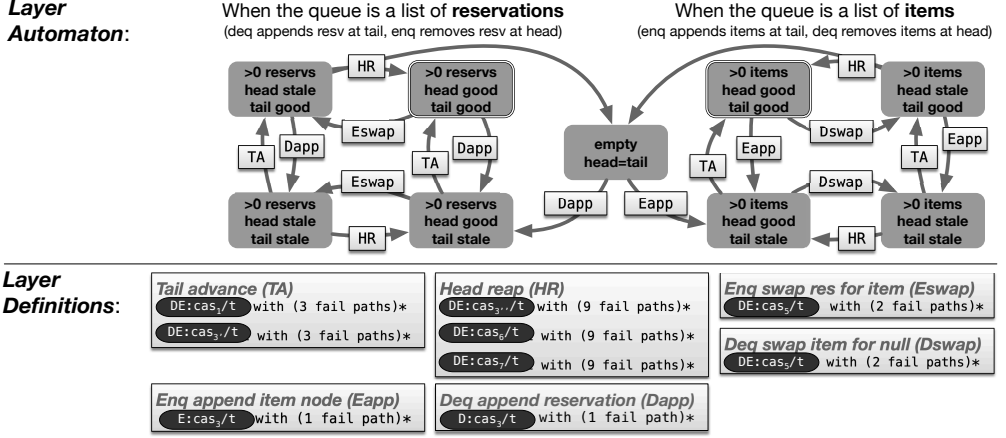 Layer
Automaton:
When the queue is a list of reservations
(deq appends resv at tail, enq removes resv at head)
When the queue is a list of items
(enq appends items at tail, deq removes items at head)
>0 reservs
head stale
tail good
HR
>0 reservs
head good
tail good
Eswap
TA
Dapp
TA
Dapp
Eswap
>0 reservs
head stale
tail stale
HR
>0 reservs
head good
tail stale
empty
head=tail
Dapp
Eapp
>0 items
head good
tail good
HR
>0 items
head stale
tail good
Dswap
TA
Eapp
TA
Eapp
Dswap
>0 items
head good
tail stale
HR
>0 items
head stale
tail stale
Layer
Definitions:
Tail advance (TA)
DE:cas₁/t with (3 fail paths)*
DE:cas₃'/t with (3 fail paths)*
Head reap (HR)
DE:cas₃''/t with (9 fail paths)*
DE:cas₆/t with (9 fail paths)*
DE:cas₇/t with (9 fail paths)*
Enq swap res for item (Eswap)
DE:cas₅/t with (2 fail paths)*
Deq swap item for null (Dswap)
DE:cas₅/t with (2 fail paths)*
Enq append item node (Eapp)
E:cas₃/t with (1 fail path)*
Deq append reservation (Dapp)
D:cas₃/t with (1 fail path)*